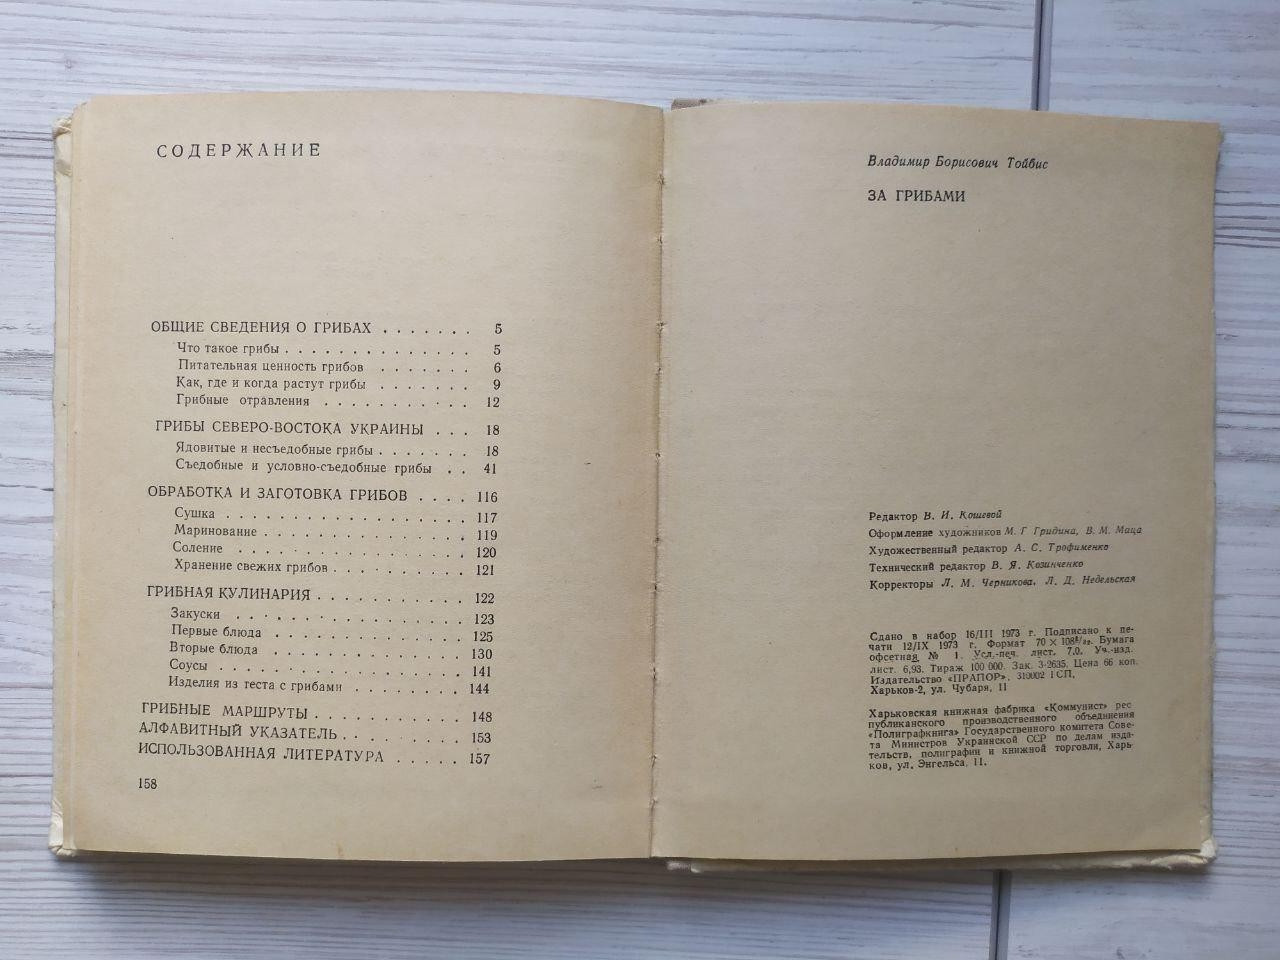 СОДЕРЖАНИЕ
ОБЩИЕ СВЕДЕНИЯ О ГРИБАХ . . . . . . . 5
Что такое грибы . . . . . . . . . . . . . . 5
Питательная ценность грибов . . . . . . . 6
Как, где и когда растут грибы . . . . . . . 9
Грибные отравления . . . . . . . . . . . 12
ГРИБЫ СЕВЕРО-ВОСТОКА УКРАИНЫ . . . 18
Ядовитые и несъедобные грибы . . . . . . . 18
Съедобные и условно-съедобные грибы . . 41
ОБРАБОТКА И ЗАГОТОВКА ГРИБОВ . . . . 116
Сушка . . . . . . . . . . . . . . . . . . 117
Маринование . . . . . . . . . . . . . . . 119
Соление . . . . . . . . . . . . . . . . . 120
Хранение свежих грибов . . . . . . . . . . 121
ГРИБНАЯ КУЛИНАРИЯ . . . . . . . . . . . 122
Закуски . . . . . . . . . . . . . . . . . 123
Первые блюда . . . . . . . . . . . . . . 125
Вторые блюда . . . . . . . . . . . . . . 130
Соусы . . . . . . . . . . . . . . . . . . 141
Изделия из теста с грибами . . . . . . . . 144
ГРИБНЫЕ МАРШРУТЫ . . . . . . . . . . . 148
АЛФАВИТНЫЙ УКАЗАТЕЛЬ . . . . . . . . . 153
ИСПОЛЬЗОВАННАЯ ЛИТЕРАТУРА . . . . . 157
158
Владимир Борисович Тойбис
ЗА ГРИБАМИ
Редактор В. И. Кошевой
Оформление художников М. Г Гридина, В. М. Маца
Художественный редактор А. С. Трофименко
Технический редактор В. Я. Козинченко
Корректоры Л. М. Черникова, Л. Д. Недельская
Сдано в набор 16/III 1973 г. Подписано к пе-
чати 12/IX 1973 г. Формат 70 × 108¹/₃₂. Бумага
офсетная № 1. Усл.-печ. лист. 7,0. Уч.-изд.
лист. 6,93. Тираж 100 000. Зак. 3-2635. Цена 66 коп.
Издательство «ПРАПОР», 310002 ГСП,
Харьков-2, ул. Чубаря, 11
Харьковская книжная фабрика «Коммунист» рес
публиканского производственного объединения
«Полиграфкнига» Государственного комитета Сове-
та Министров Украинской ССР по делам изда-
тельств, полиграфии и книжной торговли, Харь-
ков, ул. Энгельса, 11.